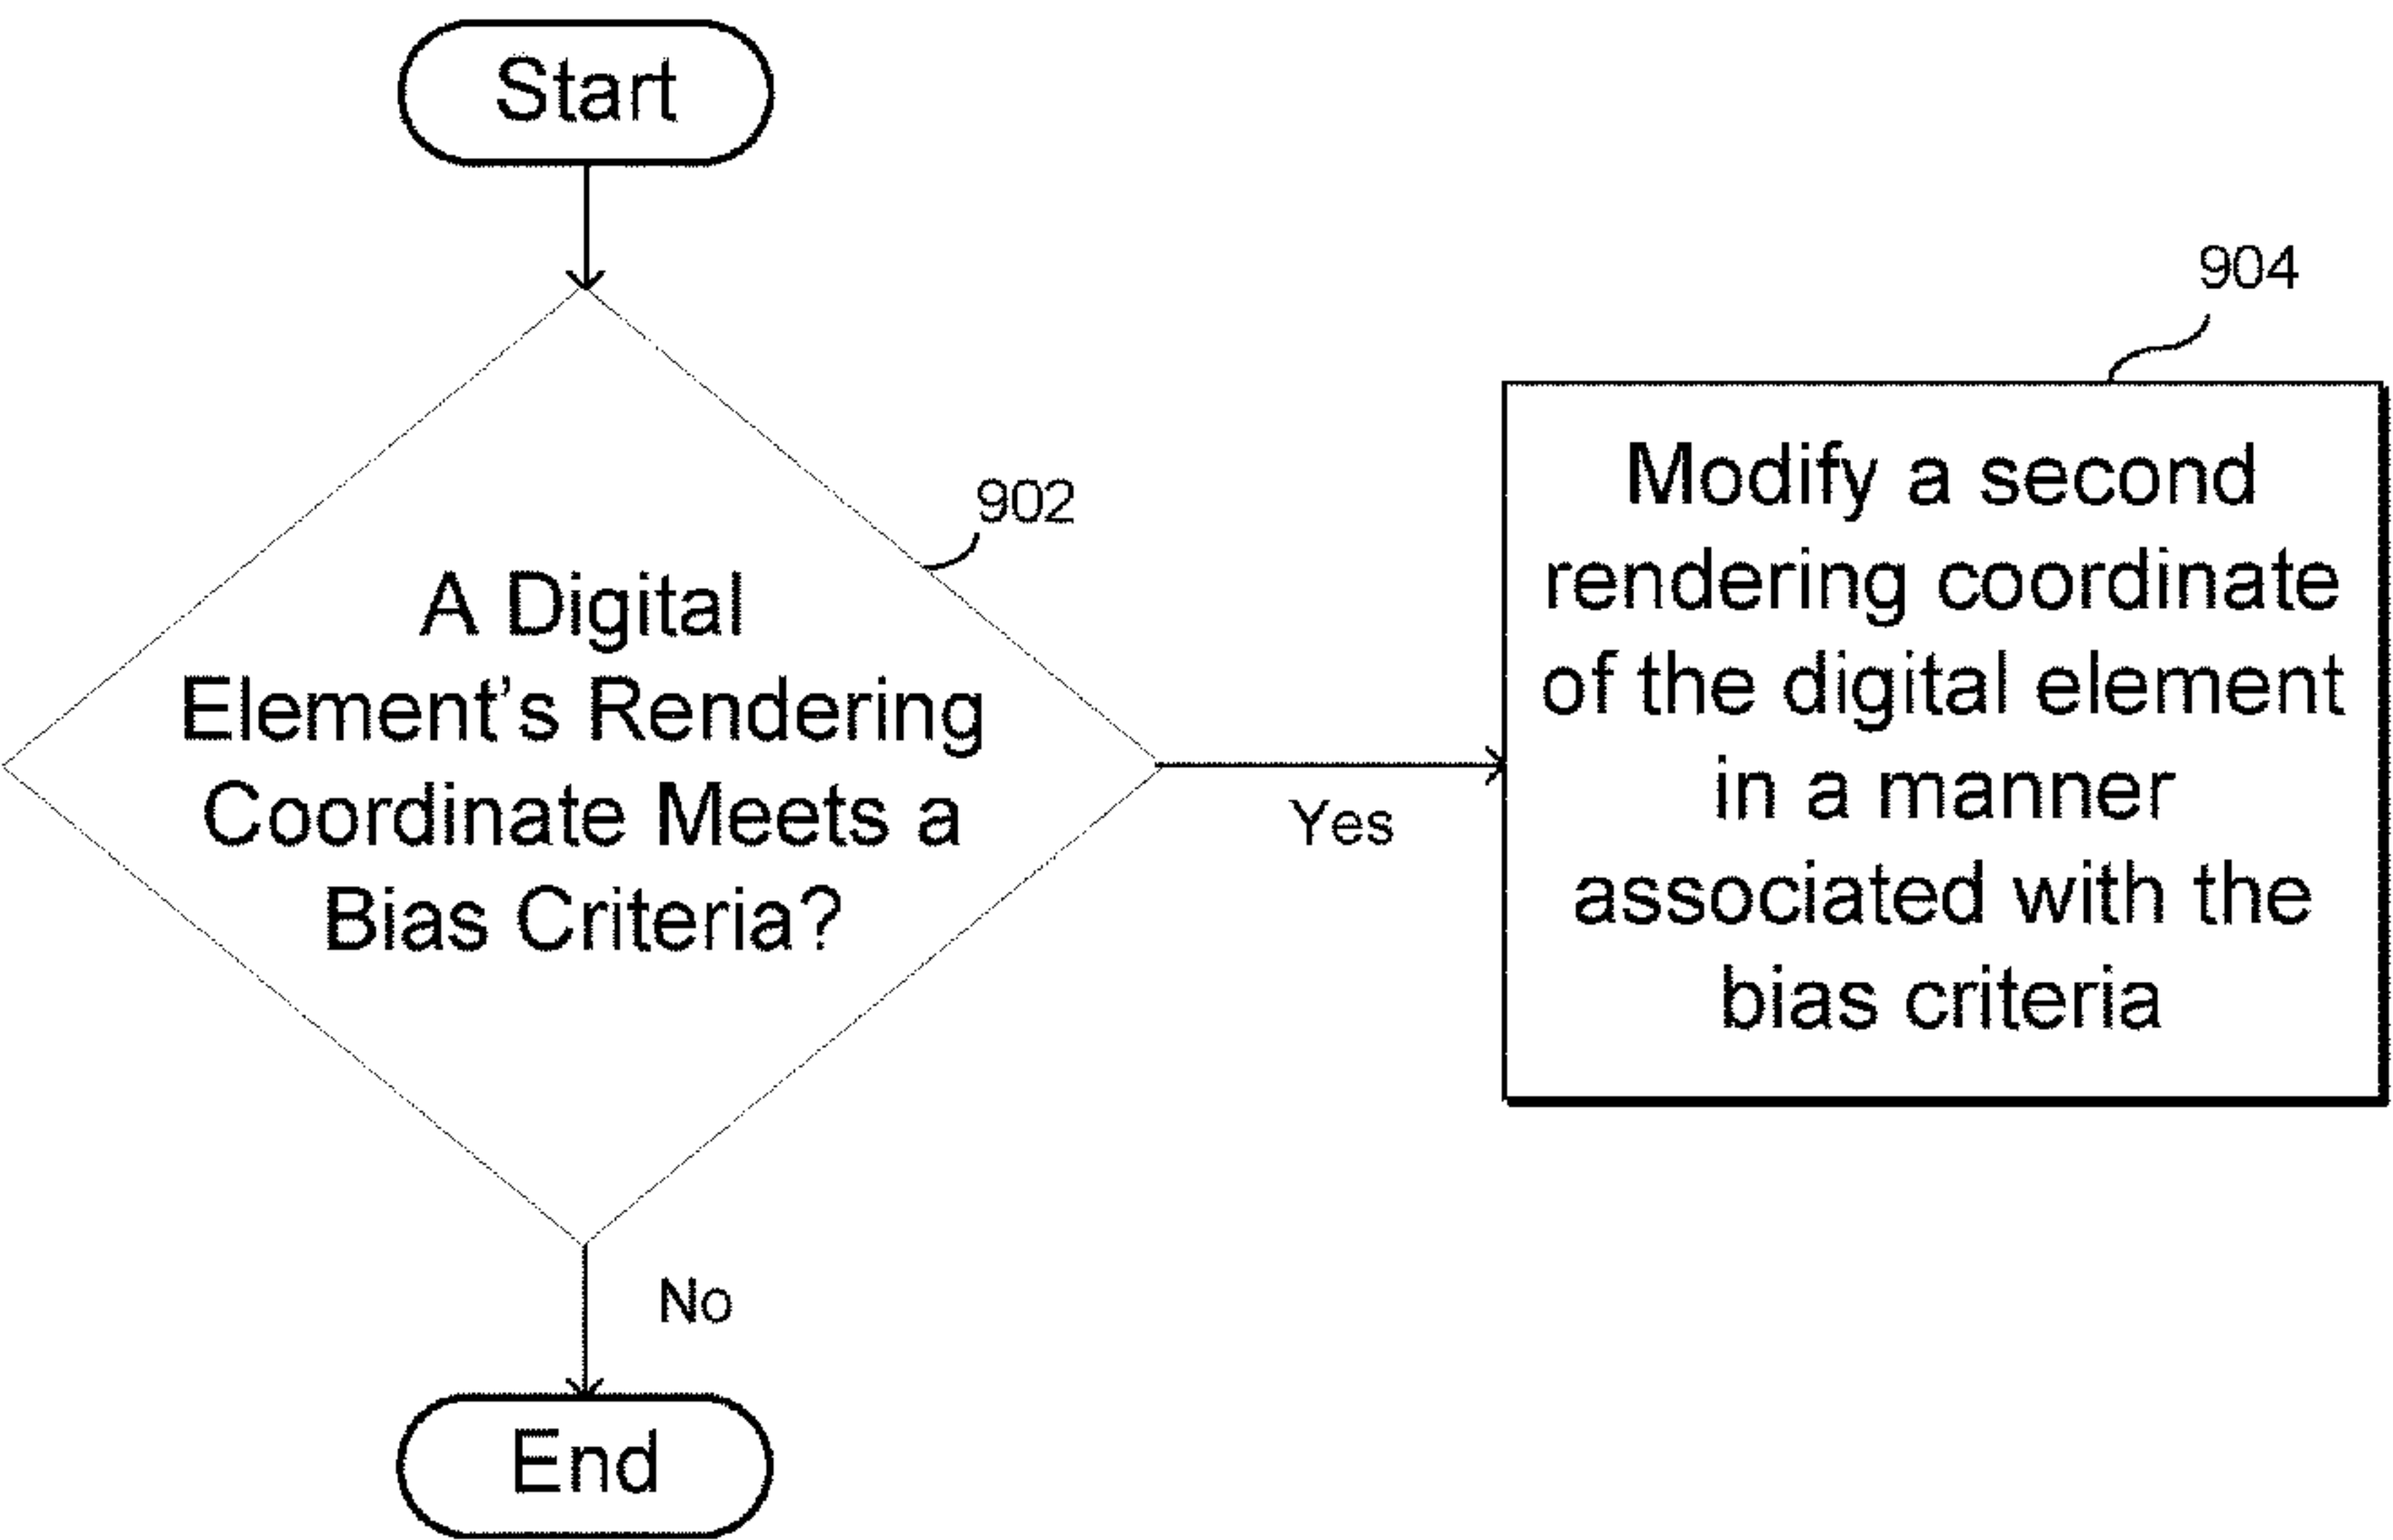 Start
902
A Digital
Element's Rendering
Coordinate Meets a
Bias Criteria?
Yes
904
Modify a second
rendering coordinate
of the digital element
in a manner
associated with the
bias criteria
No
End